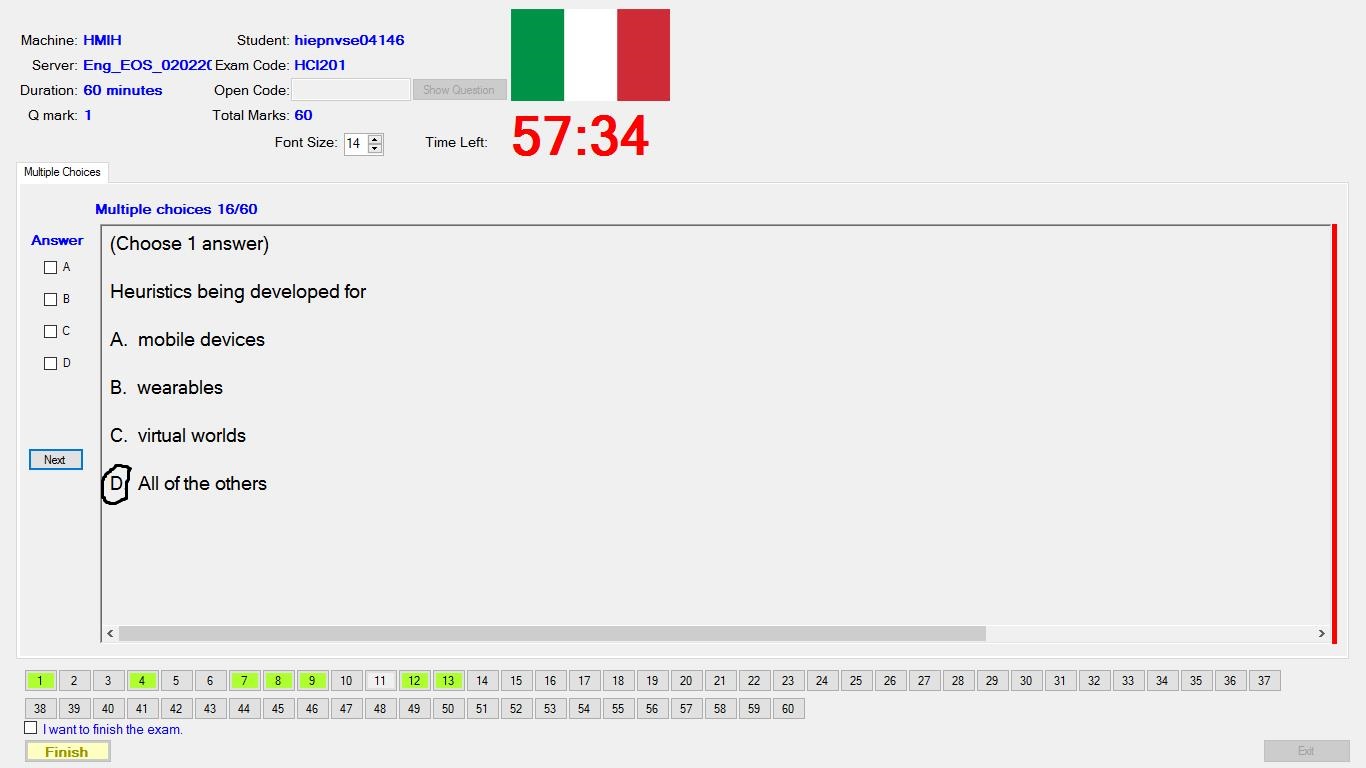 Machine: HMIH Student: hiepnvse04146
Server: Eng_EOS_02022 Exam Code: HCI201
Duration: 60 minutes Open Code: Show Question
Q mark: 1 Total Marks: 60
Font Size: 14 Time Left: 57:34
Multiple Choices
Multiple choices 16/60
Answer
(Choose 1 answer)
A
Heuristics being developed for
B
C
A. mobile devices
D
B. wearables
C. virtual worlds
Next
D All of the others
1 2 3 4 5 6 7 8 9 10 11 12 13 14 15 16 17 18 19 20 21 22 23 24 25 26 27 28 29 30 31 32 33 34 35 36 37
38 39 40 41 42 43 44 45 46 47 48 49 50 51 52 53 54 55 56 57 58 59 60
I want to finish the exam.
Finish Exit